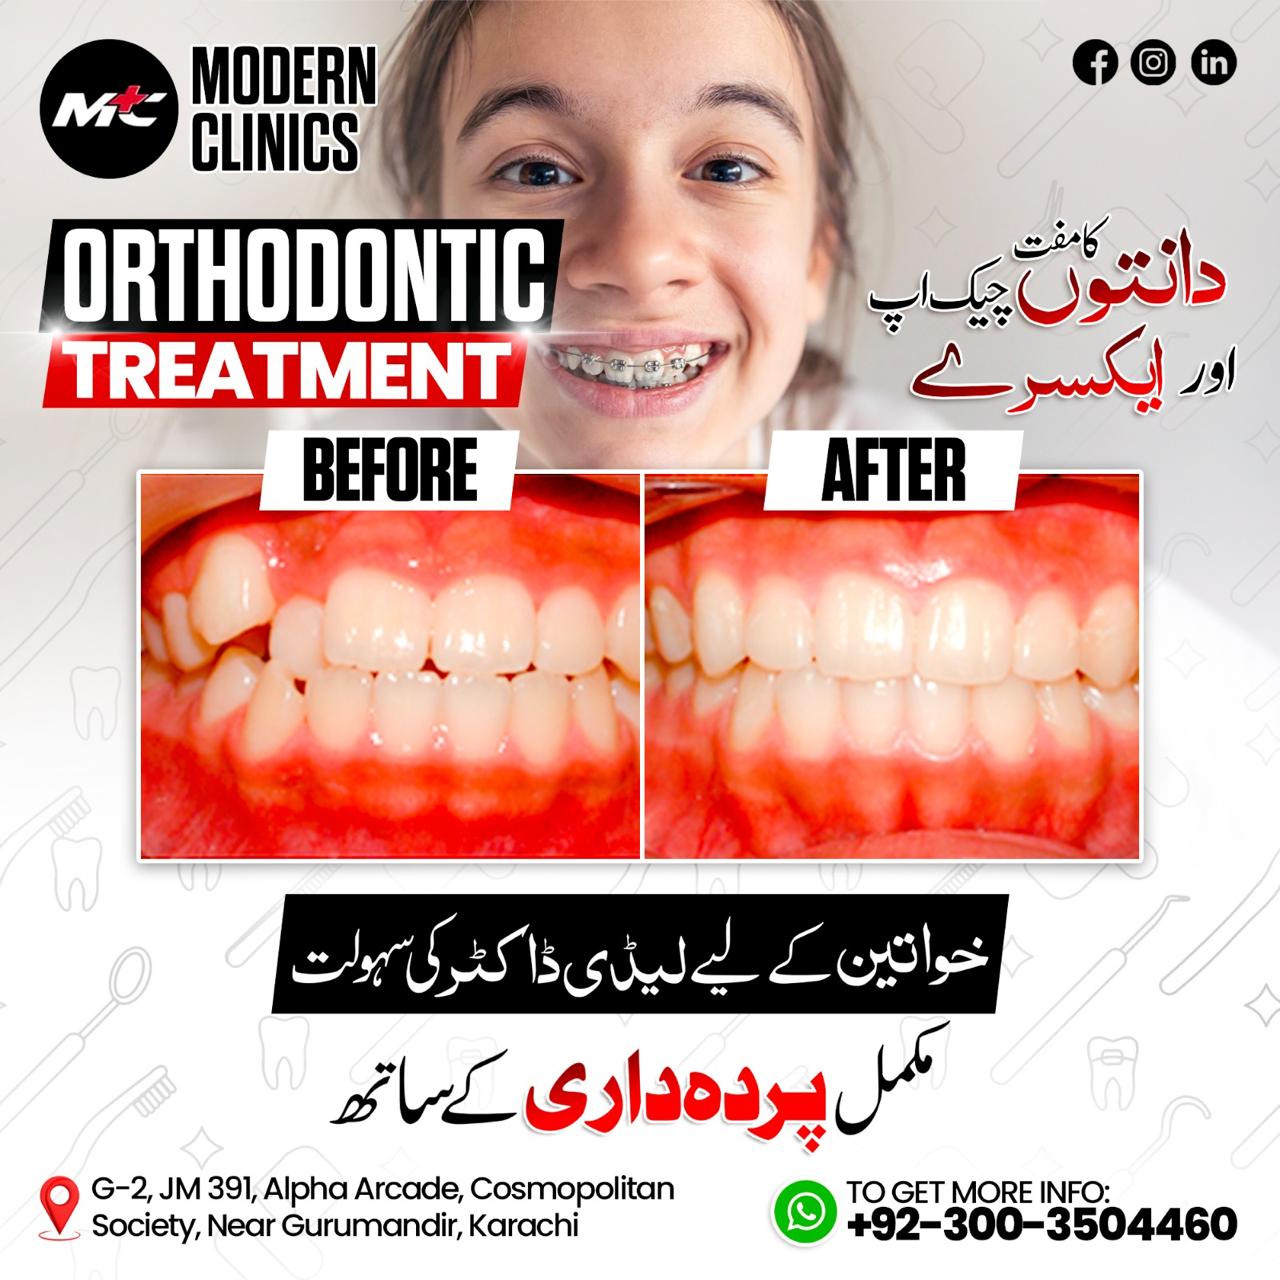 MTC
MODERN
CLINICS
ORTHODONTIC
TREATMENT
دانتوں کا مفت چیک اپ
اور ایکسرے
BEFORE
AFTER
خواتین کے لیے لیڈی ڈاکٹر کی سہولت
مکمل پردہ داری کے ساتھ
G-2, JM 391, Alpha Arcade, Cosmopolitan
Society, Near Gurumandir, Karachi
TO GET MORE INFO:
+92-300-3504460